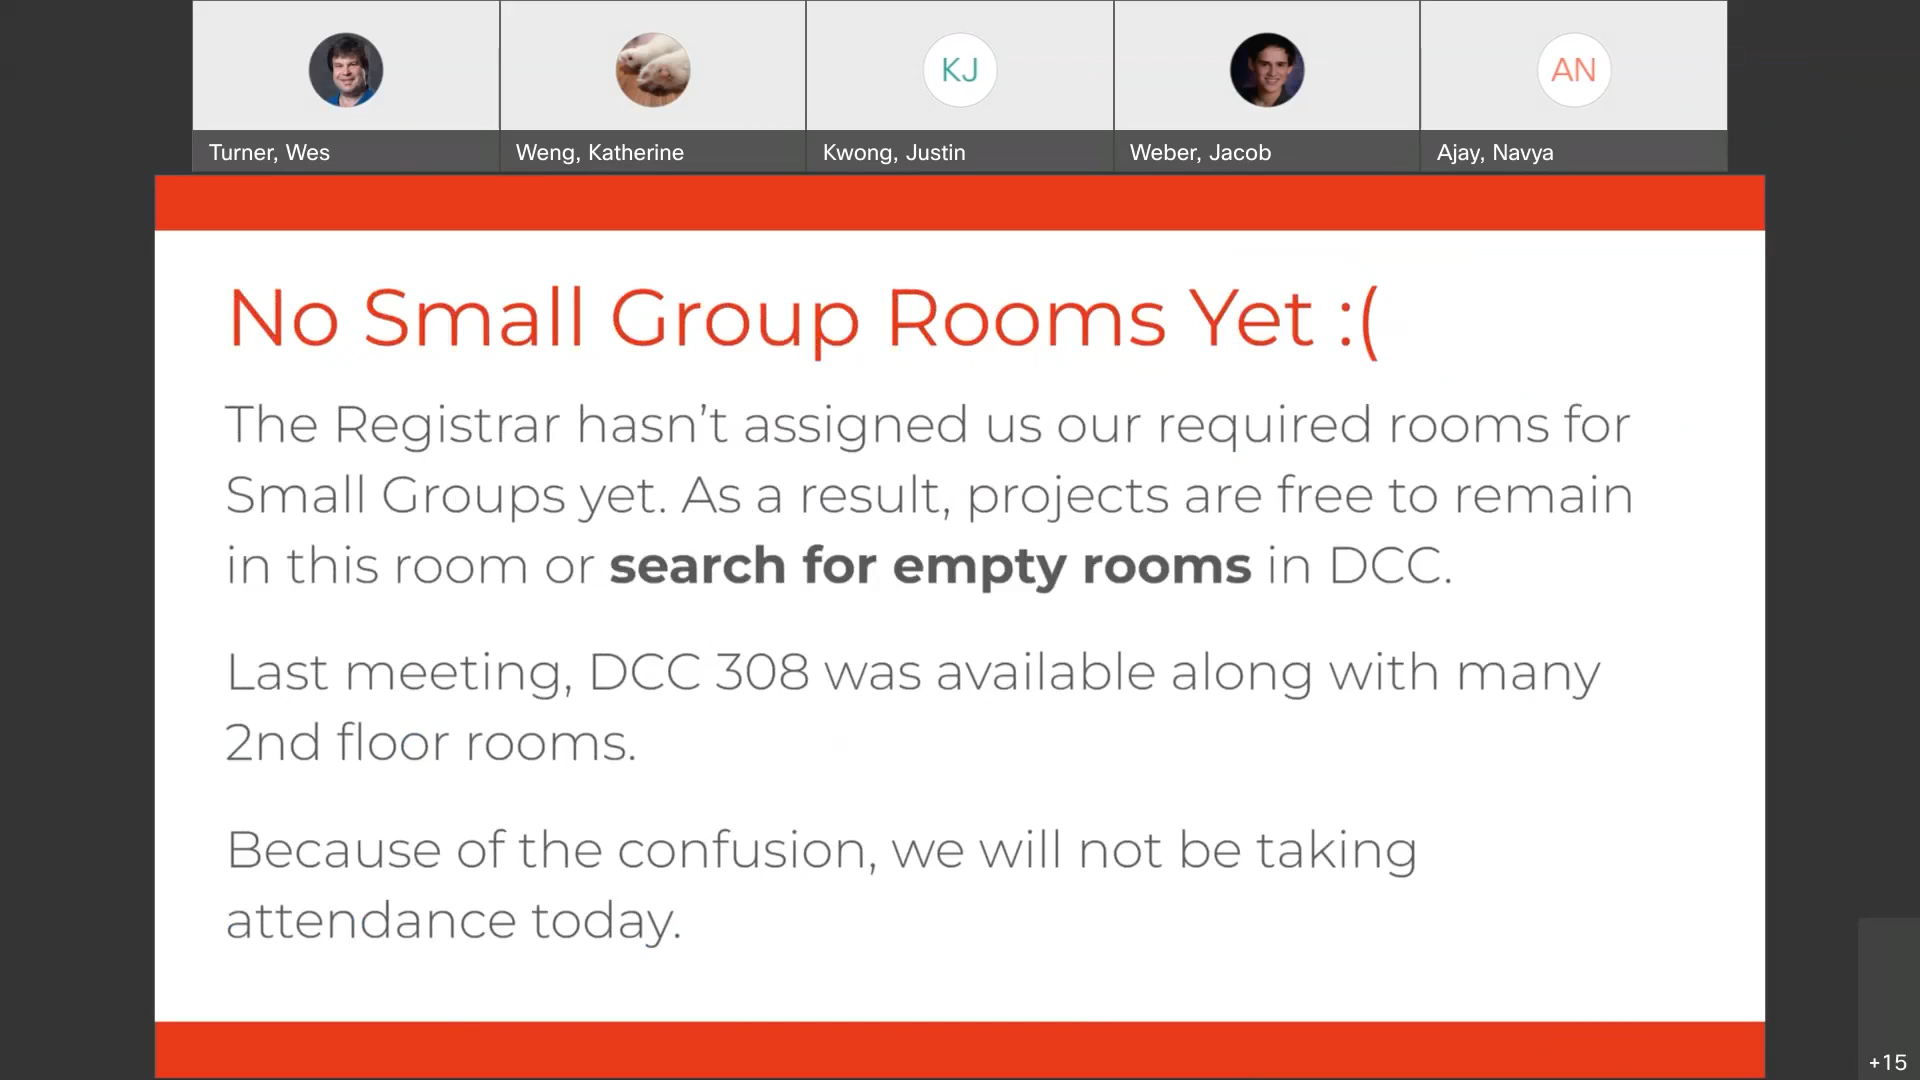 KJ
AN
Turner, Wes
Weng, Katherine
Kwong, Justin
Weber, Jacob
Ajay, Navya
No Small Group Rooms Yet :(
The Registrar hasn’t assigned us our required rooms for
Small Groups yet. As a result, projects are free to remain
in this room or search for empty rooms in DCC.
Last meeting, DCC 308 was available along with many
2nd floor rooms.
Because of the confusion, we will not be taking
attendance today.
+15